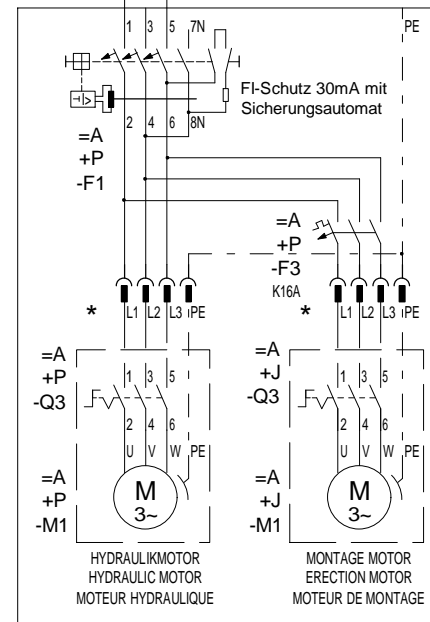 1 3 5 7N
PE
FI-Schutz 30mA mit
Sicherungsautomat
2 4 6 8N
=A
+P
-F1
=A
+P
-F3
K16A
* L1 L2 L3 PE
* L1 L2 L3 PE
=A
+P
-Q3
1 3 5
2 4 6
U V W PE
=A
+P
-M1
M
3~
HYDRAULIKMOTOR
HYDRAULIC MOTOR
MOTEUR HYDRAULIQUE
=A
+J
-Q3
1 3 5
2 4 6
U V W PE
=A
+J
-M1
M
3~
MONTAGE MOTOR
ERECTION MOTOR
MOTEUR DE MONTAGE